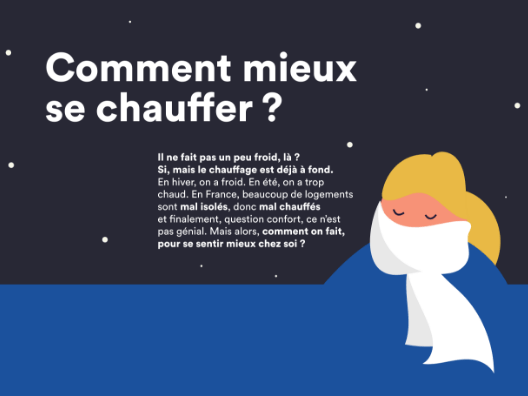 Comment mieux
se chauffer ?
Il ne fait pas un peu froid, là ?
Si, mais le chauffage est déjà à fond.
En hiver, on a froid. En été, on a trop
chaud. En France, beaucoup de logements
sont mal isolés, donc mal chauffés
et finalement, question confort, ce n'est
pas génial. Mais alors, comment on fait,
pour se sentir mieux chez soi ?